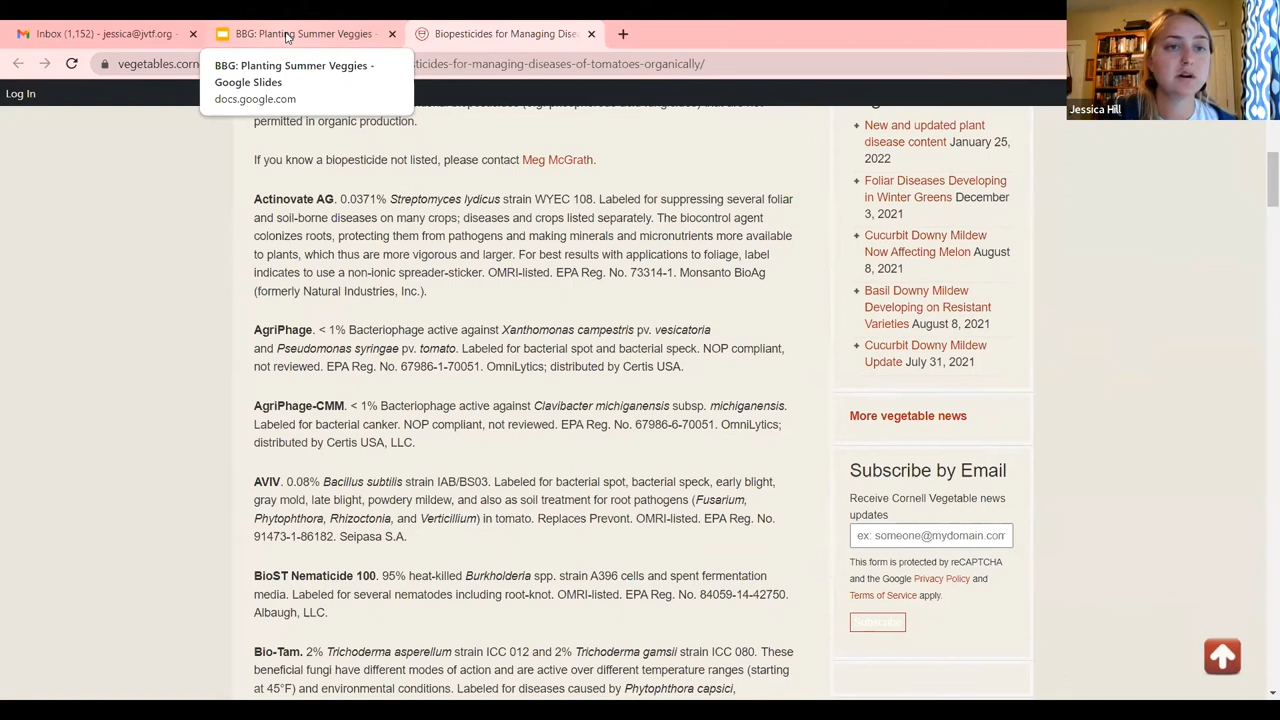 Inbox (1,152) - jessica@jvtf.org -
BBG: Planting Summer Veggies -
Biopesticides for Managing Dise
BBG: Planting Summer Veggies -
Google Slides
docs.google.com
vegetables.corn
sticides-for-managing-diseases-of-tomatoes-organically/
Log In
Jessica Hill
permitted in organic production.
If you know a biopesticide not listed, please contact Meg McGrath.
Actinovate AG. 0.0371% Streptomyces lydicus strain WYEC 108. Labeled for suppressing several foliar
and soil-borne diseases on many crops; diseases and crops listed separately. The biocontrol agent
colonizes roots, protecting them from pathogens and making minerals and micronutrients more available
to plants, which thus are more vigorous and larger. For best results with applications to foliage, label
indicates to use a non-ionic spreader-sticker. OMRI-listed. EPA Reg. No. 73314-1. Monsanto BioAg
(formerly Natural Industries, Inc.).
AgriPhage. < 1% Bacteriophage active against Xanthomonas campestris pv. vesicatoria
and Pseudomonas syringae pv. tomato. Labeled for bacterial spot and bacterial speck. NOP compliant,
not reviewed. EPA Reg. No. 67986-1-70051. OmniLytics; distributed by Certis USA.
AgriPhage-CMM. < 1% Bacteriophage active against Clavibacter michiganensis subsp. michiganensis.
Labeled for bacterial canker. NOP compliant, not reviewed. EPA Reg. No. 67986-6-70051. OmniLytics;
distributed by Certis USA, LLC.
AVIV. 0.08% Bacillus subtilis strain IAB/BS03. Labeled for bacterial spot, bacterial speck, early blight,
gray mold, late blight, powdery mildew, and also as soil treatment for root pathogens (Fusarium,
Phytophthora, Rhizoctonia, and Verticillium) in tomato. Replaces Prevont. OMRI-listed. EPA Reg. No.
91473-1-86182. Seipasa S.A.
BioST Nematicide 100. 95% heat-killed Burkholderia spp. strain A396 cells and spent fermentation
media. Labeled for several nematodes including root-knot. OMRI-listed. EPA Reg. No. 84059-14-42750.
Albaugh, LLC.
Bio-Tam. 2% Trichoderma asperellum strain ICC 012 and 2% Trichoderma gamsii strain ICC 080. These
beneficial fungi have different modes of action and are active over different temperature ranges (starting
at 45°F) and environmental conditions. Labeled for diseases caused by Phytophthora capsici,
New and updated plant
disease content January 25,
2022
Foliar Diseases Developing
in Winter Greens December
3, 2021
Cucurbit Downy Mildew
Now Affecting Melon August
8, 2021
Basil Downy Mildew
Developing on Resistant
Varieties August 8, 2021
Cucurbit Downy Mildew
Update July 31, 2021
More vegetable news
Subscribe by Email
Receive Cornell Vegetable news
updates
ex: someone@mydomain.com
This form is protected by reCAPTCHA
and the Google Privacy Policy and
Terms of Service apply.
Subscribe